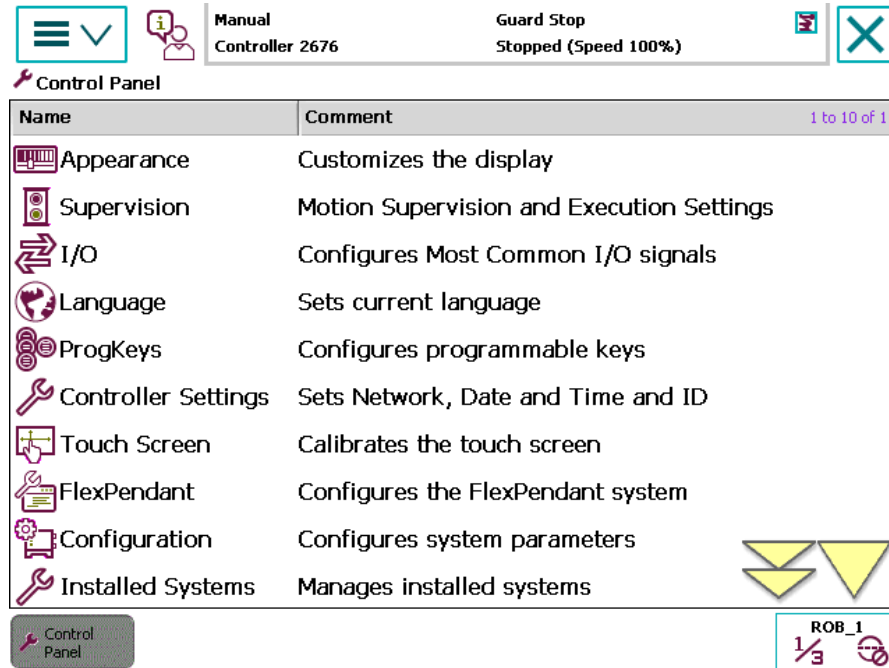 Manual
Guard Stop
Controller 2676
Stopped (Speed 100%)
Control Panel
Name
Comment
1 to 10 of 1
Appearance
Customizes the display
Supervision
Motion Supervision and Execution Settings
I/O
Configures Most Common I/O signals
Language
Sets current language
ProgKeys
Configures programmable keys
Controller Settings
Sets Network, Date and Time and ID
Touch Screen
Calibrates the touch screen
FlexPendant
Configures the FlexPendant system
Configuration
Configures system parameters
Installed Systems
Manages installed systems
Control
Panel
ROB_1
1/3